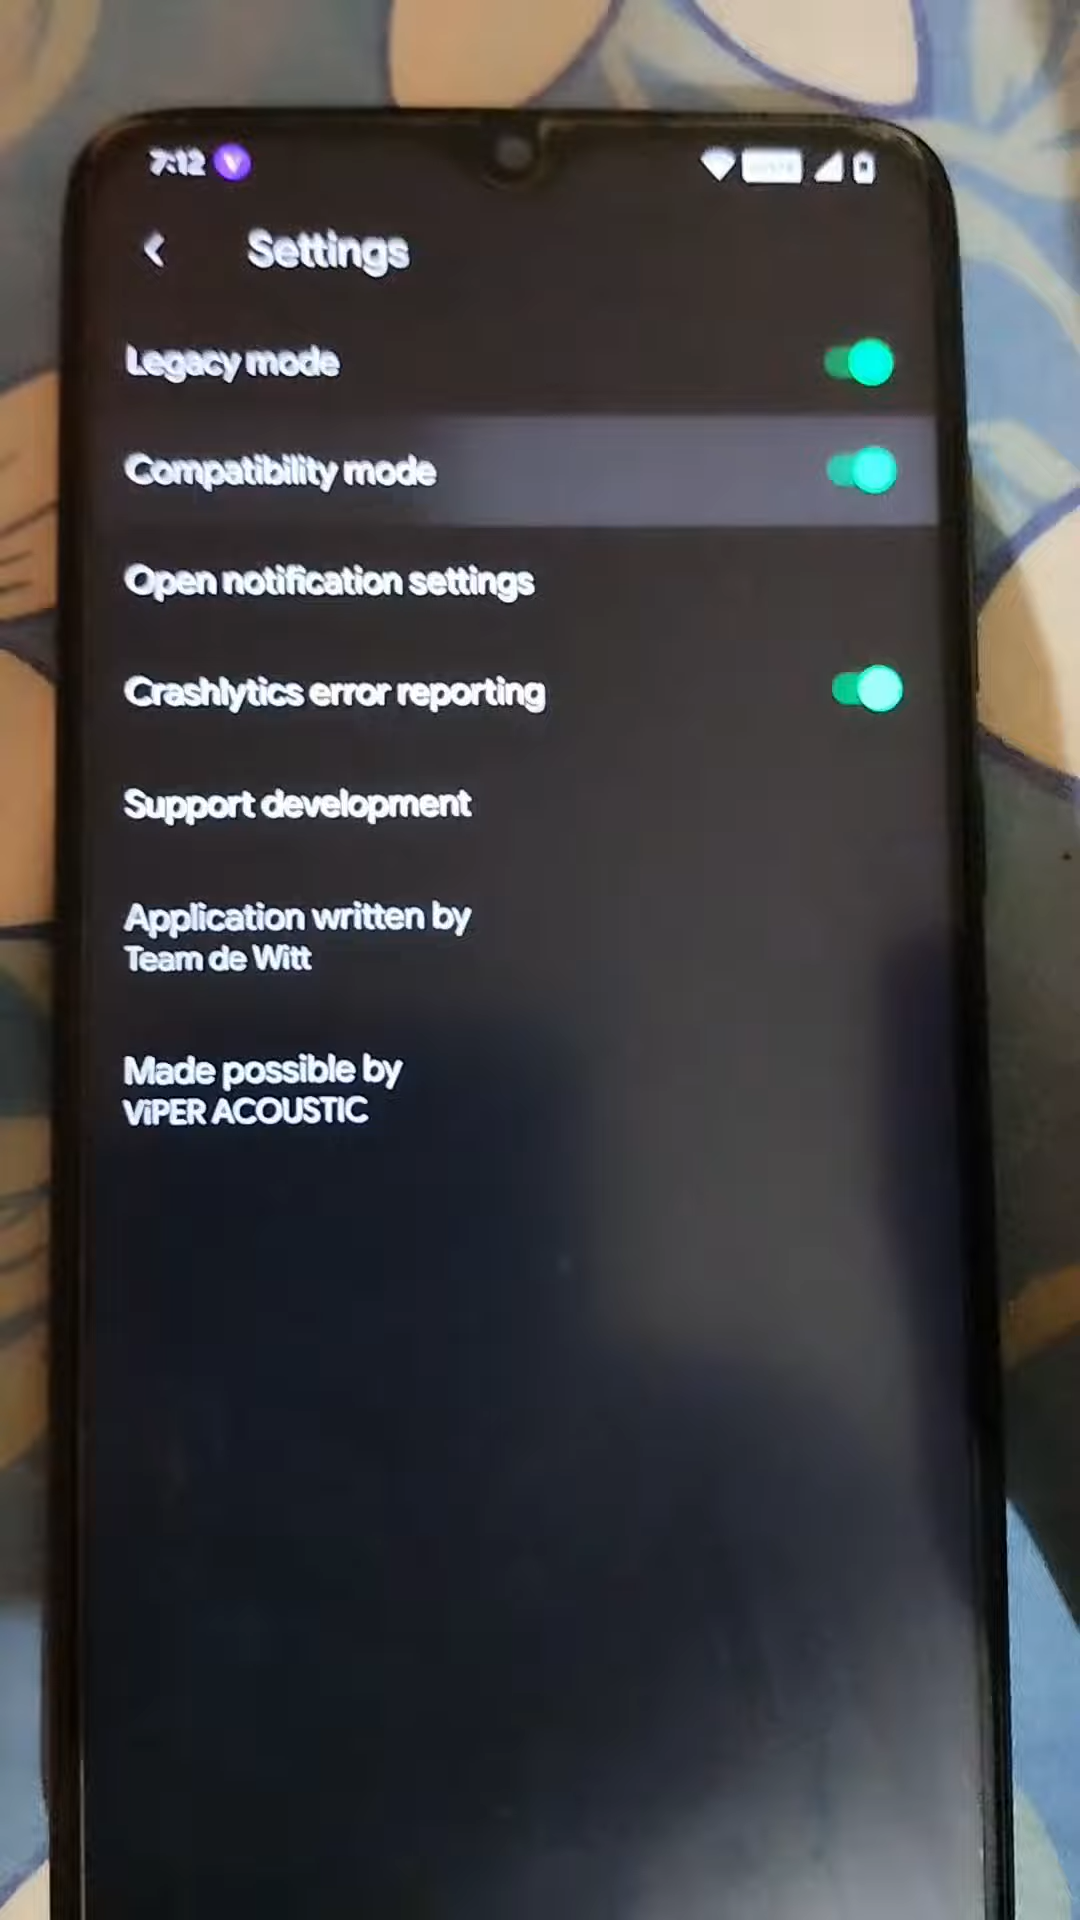 7:12
Settings
Legacy mode
Compatibility mode
Open notification settings
Crashlytics error reporting
Support development
Application written by
Team de Witt
Made possible by
ViPER ACOUSTIC